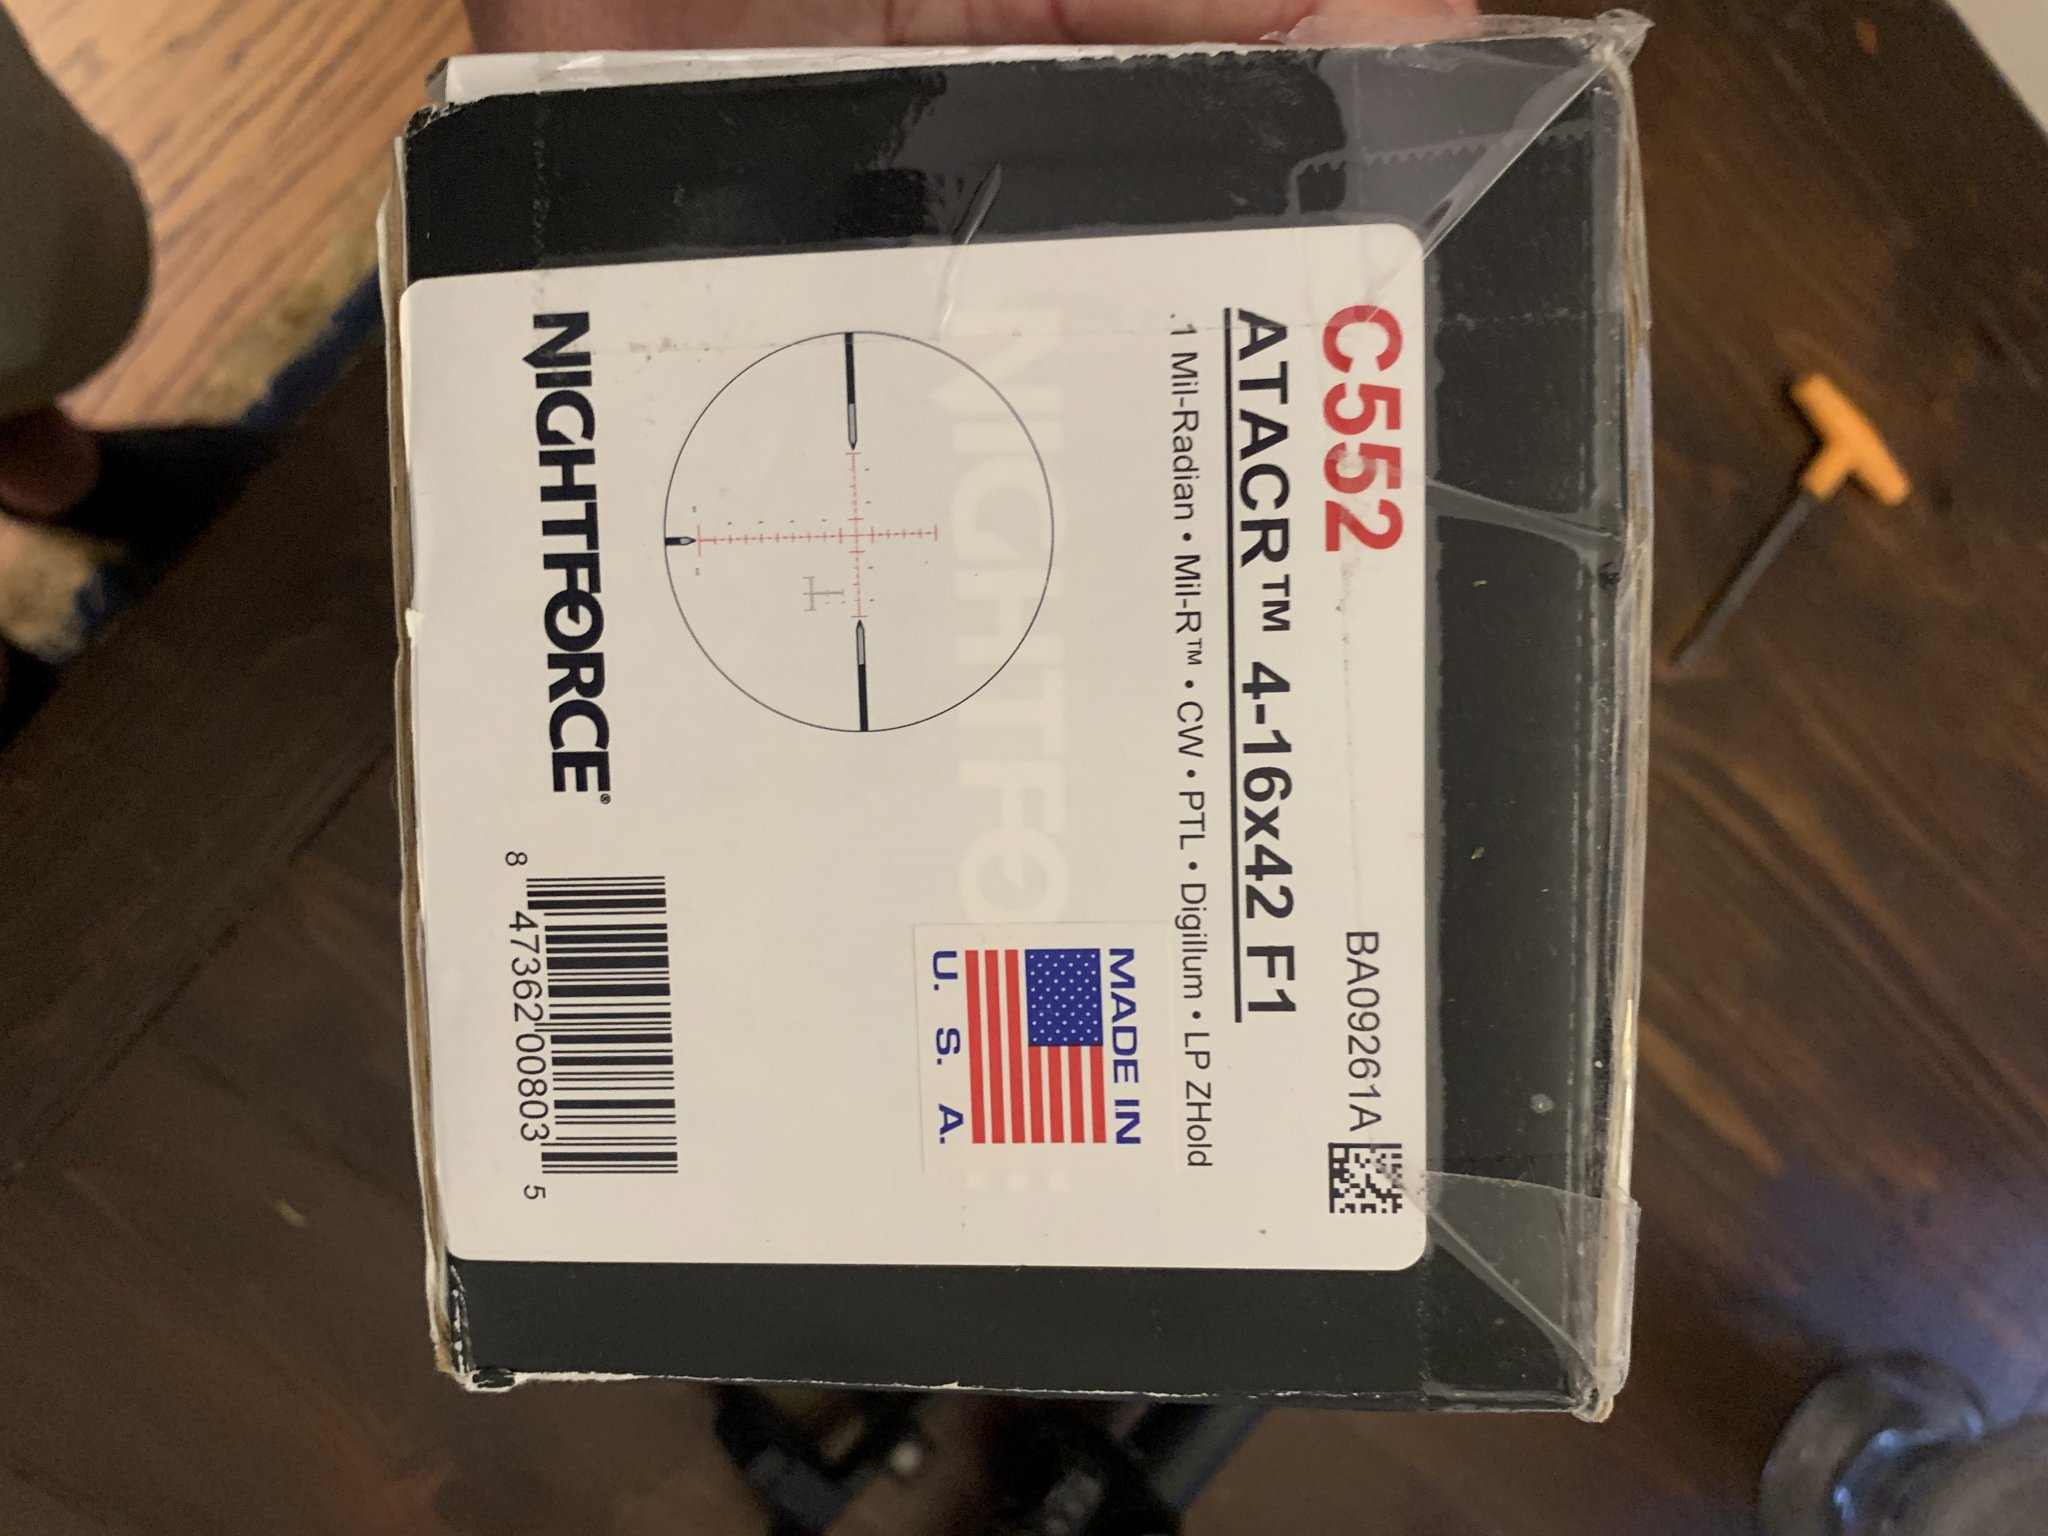 C552
BA09261A
ATACR™ 4-16x42 F1
.1 Mil-Radian • Mil-R™ • CW • PTL • Digillum • LP ZHold
MADE IN
U. S. A.
NIGHTFO
NIGHTFORCE®
8 47362 00803 5